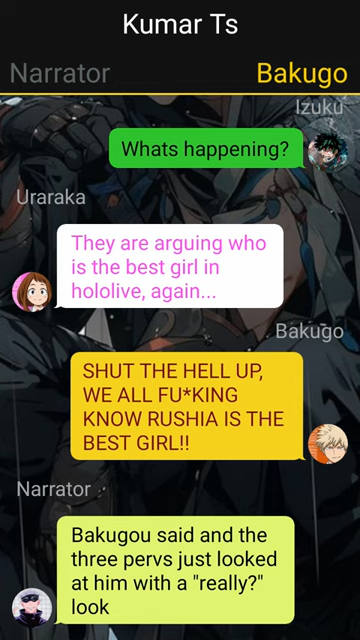 Kumar Ts
Narrator
Bakugo
Izuku
Whats happening?
Uraraka
They are arguing who
is the best girl in
hololive, again...
Bakugo
SHUT THE HELL UP,
WE ALL FU*KING
KNOW RUSHIA IS THE
BEST GIRL!!
Narrator
Bakugou said and the
three pervs just looked
at him with a "really?"
look